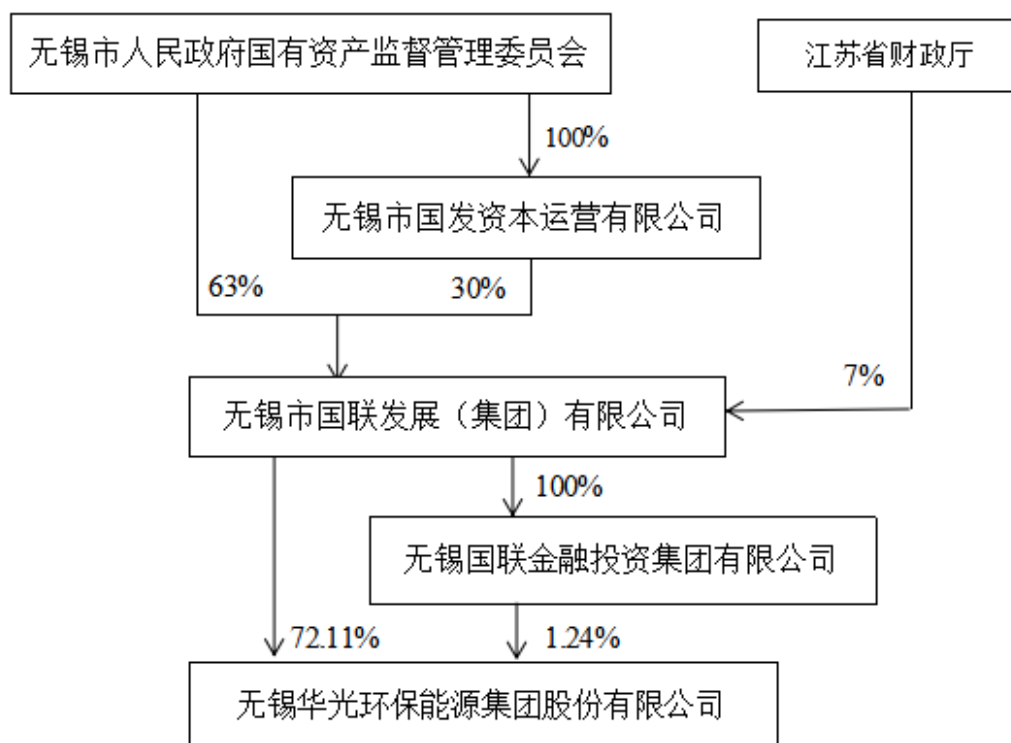 无锡市人民政府国有资产监督管理委员会
江苏省财政厅
100%
无锡市国发资本运营有限公司
63%
30%
7%
无锡市国联发展（集团）有限公司
100%
无锡国联金融投资集团有限公司
72.11%
1.24%
无锡华光环保能源集团股份有限公司